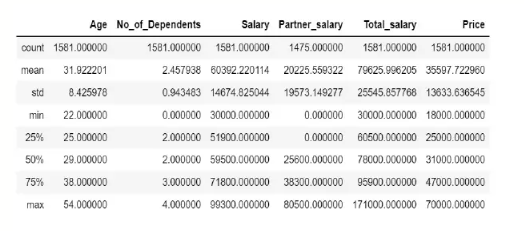 Age No_of_Dependents Salary Partner_salary Total_salary Price
count 1581.000000 1581.000000 1581.000000 1475.000000 1581.000000 1581.000000
mean 31.922201 2.457938 60392.220114 20225.559322 79625.996205 35597.722960
std 8.425978 0.943483 14674.825044 19573.149277 25545.857768 13633.636545
min 22.000000 0.000000 30000.000000 0.000000 30000.000000 18000.000000
25% 25.000000 2.000000 51900.000000 0.000000 60500.000000 25000.000000
50% 29.000000 2.000000 59500.000000 25600.000000 78000.000000 31000.000000
75% 38.000000 3.000000 71800.000000 38300.000000 95900.000000 47000.000000
max 54.000000 4.000000 99300.000000 80500.000000 171000.000000 70000.000000